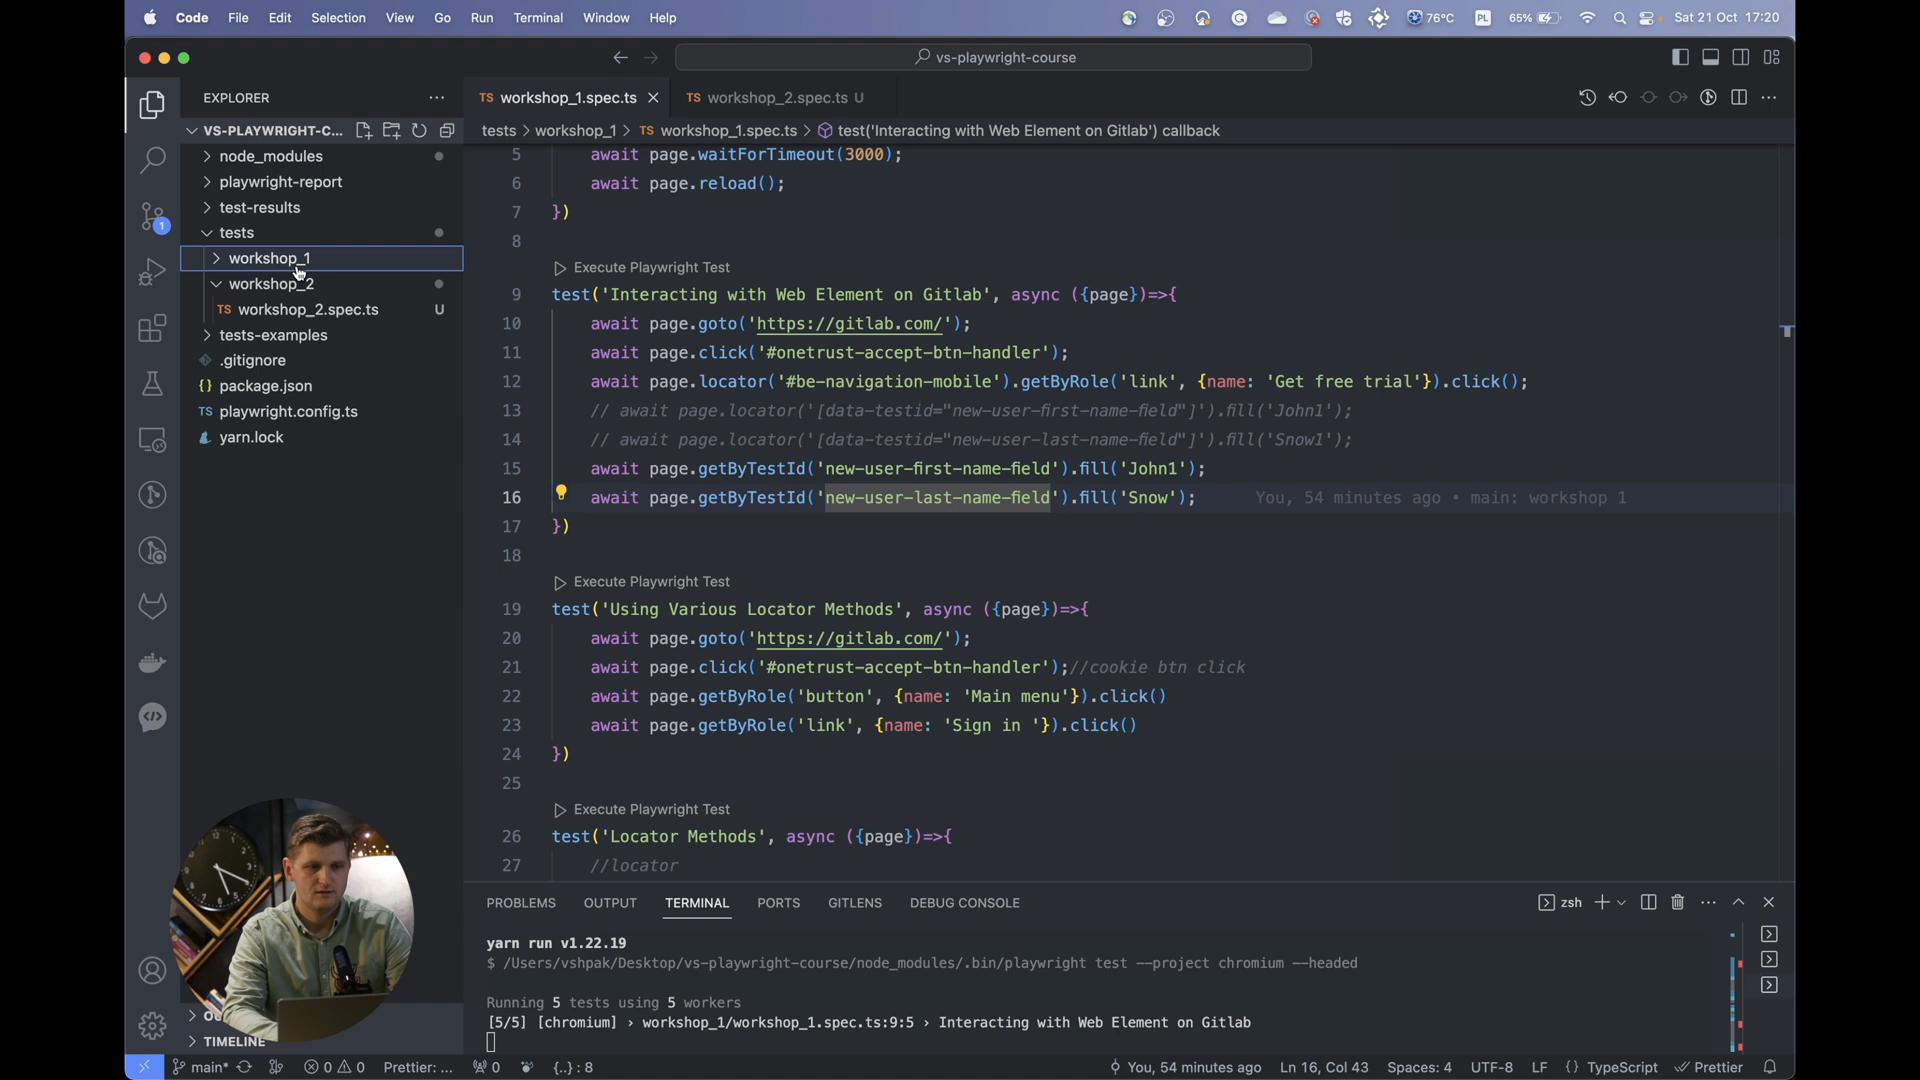 Code File Edit Selection View Go Run Terminal Window Help
76°C PL 65% Sat 21 Oct 17:20
vs-playwright-course
EXPLORER
VS-PLAYWRIGHT-C...
node_modules
playwright-report
test-results
tests
workshop_1
workshop_2
TS workshop_2.spec.ts U
tests-examples
.gitignore
{} package.json
TS playwright.config.ts
yarn.lock
TIMELINE
TS workshop_1.spec.ts TS workshop_2.spec.ts U
tests > workshop_1 > TS workshop_1.spec.ts > test('Interacting with Web Element on Gitlab') callback
5 await page.waitForTimeout(3000);
6 await page.reload();
7 })
8
Execute Playwright Test
9 test('Interacting with Web Element on Gitlab', async ({page})=>{
10 await page.goto('https://gitlab.com/');
11 await page.click('#onetrust-accept-btn-handler');
12 await page.locator('#be-navigation-mobile').getByRole('link', {name: 'Get free trial'}).click();
13 // await page.locator('[data-testid="new-user-first-name-field"]').fill('John1');
14 // await page.locator('[data-testid="new-user-last-name-field"]').fill('Snow1');
15 await page.getByTestId('new-user-first-name-field').fill('John1');
16 await page.getByTestId('new-user-last-name-field').fill('Snow'); You, 54 minutes ago • main: workshop 1
17 })
18
Execute Playwright Test
19 test('Using Various Locator Methods', async ({page})=>{
20 await page.goto('https://gitlab.com/');
21 await page.click('#onetrust-accept-btn-handler');//cookie btn click
22 await page.getByRole('button', {name: 'Main menu'}).click()
23 await page.getByRole('link', {name: 'Sign in '}).click()
24 })
25
Execute Playwright Test
26 test('Locator Methods', async ({page})=>{
27 //locator
PROBLEMS OUTPUT TERMINAL PORTS GITLENS DEBUG CONSOLE zsh
yarn run v1.22.19
$ /Users/vshpak/Desktop/vs-playwright-course/node_modules/.bin/playwright test --project chromium --headed
Running 5 tests using 5 workers
[5/5] [chromium] › workshop_1/workshop_1.spec.ts:9:5 › Interacting with Web Element on Gitlab
main* 0 0 Prettier: ... 0 {..} : 8 You, 54 minutes ago Ln 16, Col 43 Spaces: 4 UTF-8 LF {} TypeScript Prettier